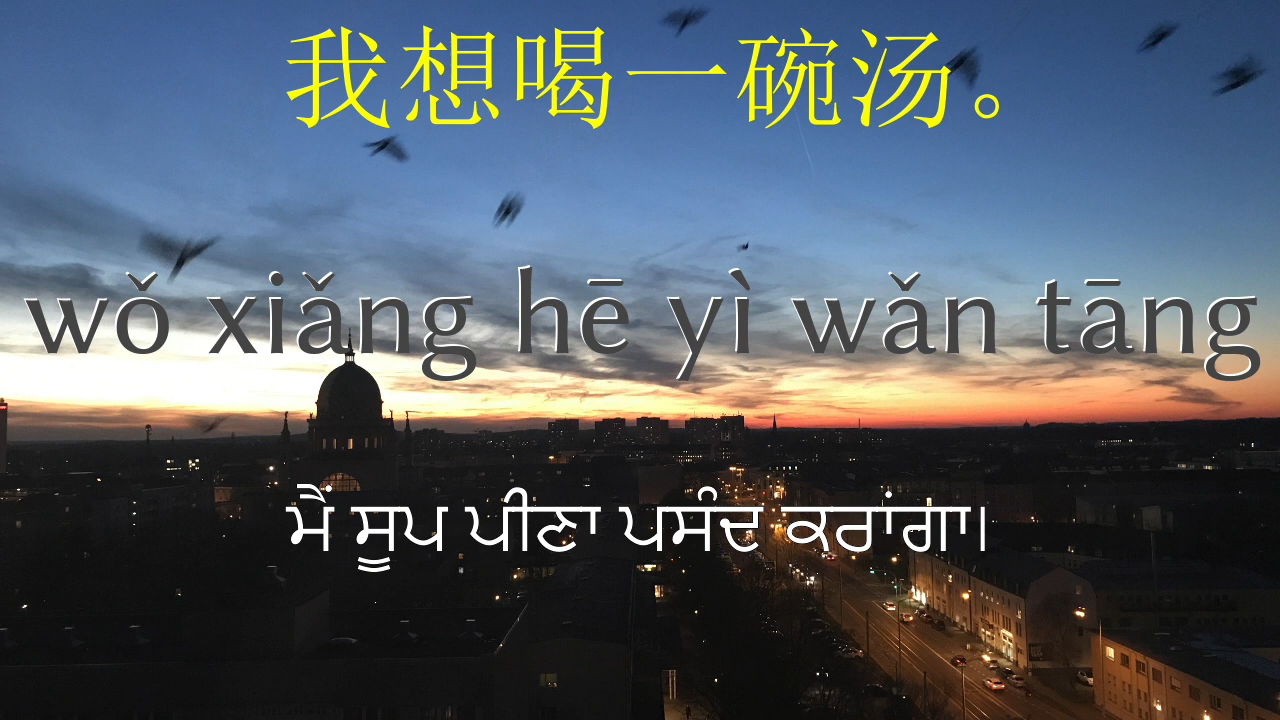 我想喝一碗汤。
wǒ xiǎng hē yì wǎn tāng
ਮੈਂ ਸੂਪ ਪੀਣਾ ਪਸੰਦ ਕਰਾਂਗਾ।